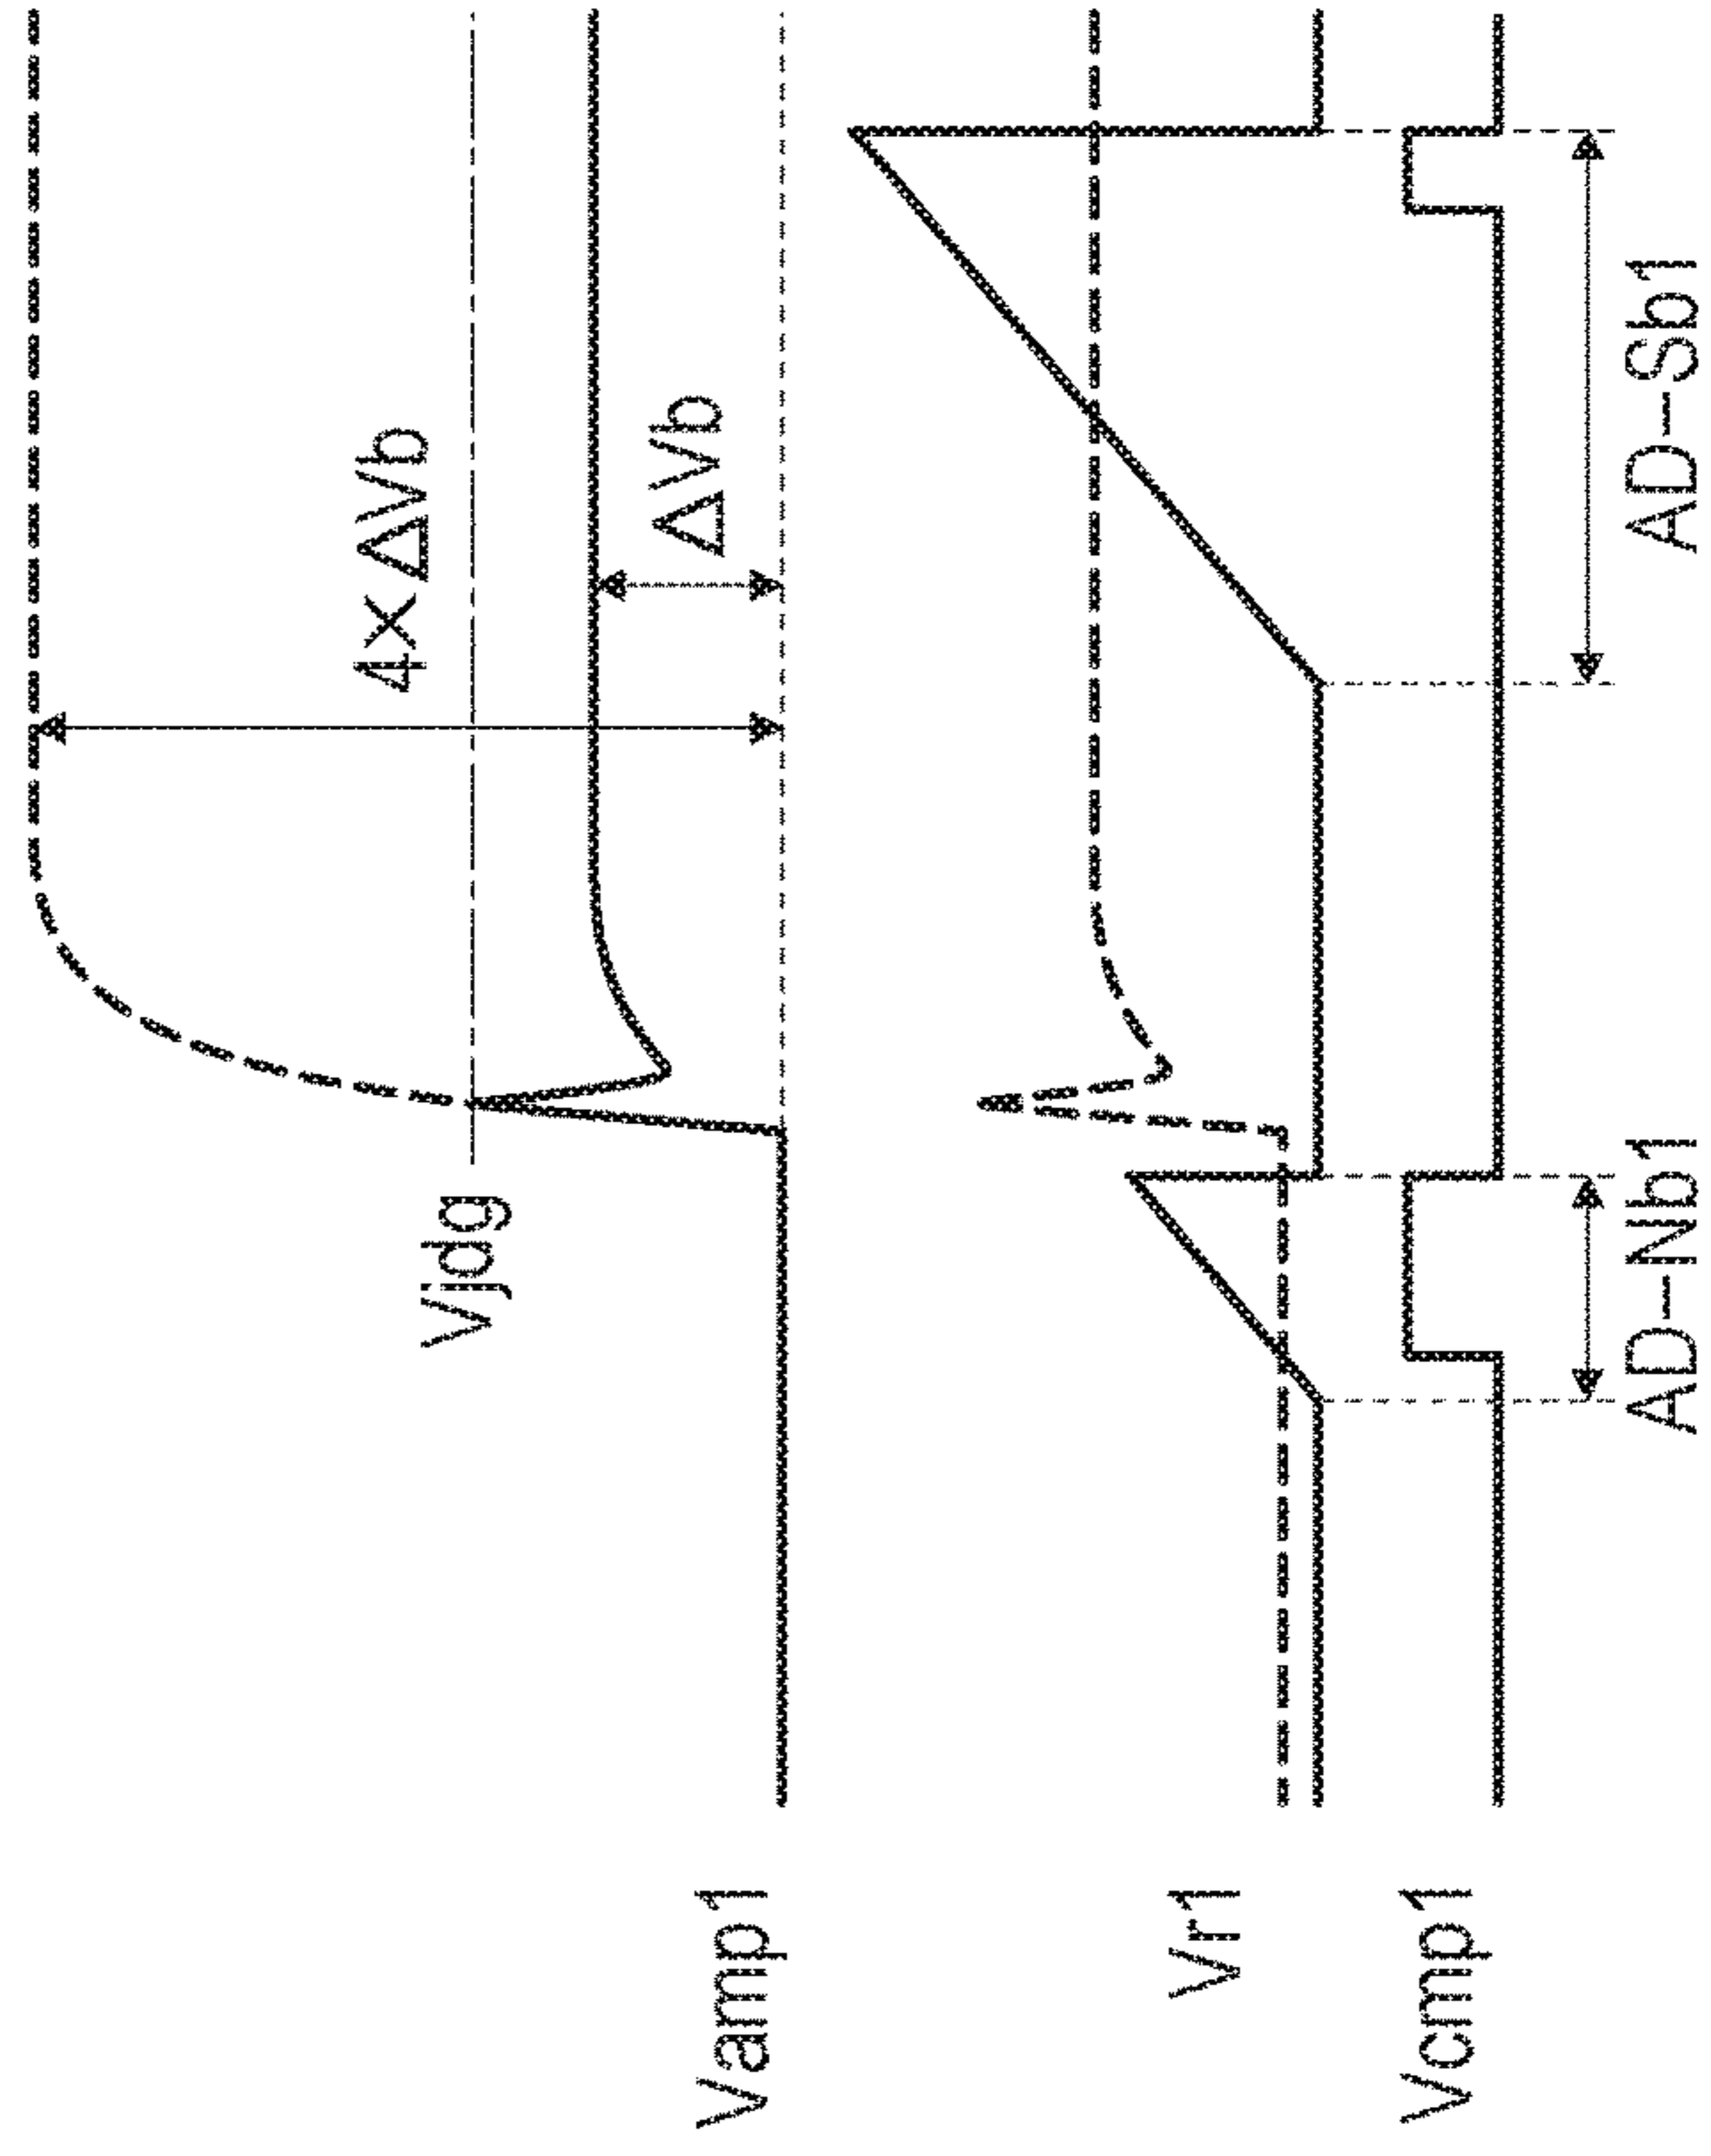 4×ΔVb
Vjdg
ΔVb
Vamp1
Vr1
Vcmp1
AD-Nb1
AD-Sb1